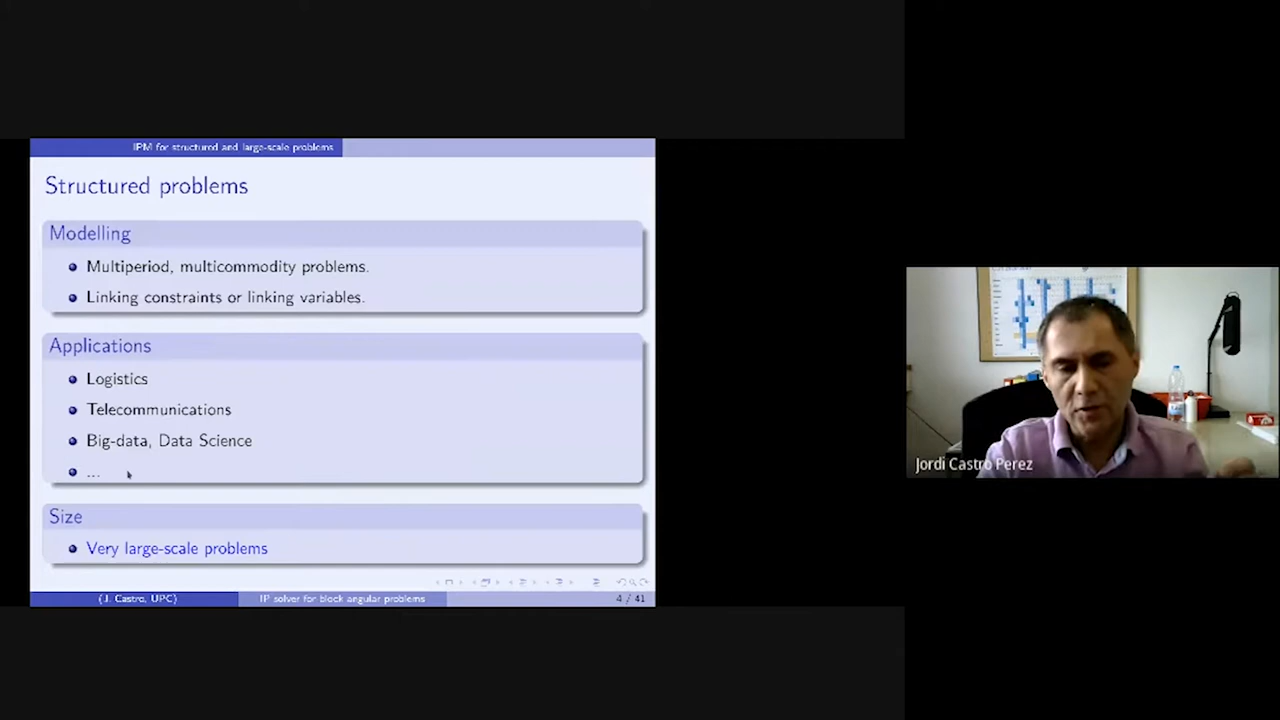 IPM for structured and large-scale problems
Structured problems
Modelling
Multiperiod, multicommodity problems.
Linking constraints or linking variables.
Applications
Logistics
Telecommunications
Big-data, Data Science
...
Size
Very large-scale problems
(J. Castro, UPC)
IP solver for block angular problems
4 / 41
Jordi Castro Perez